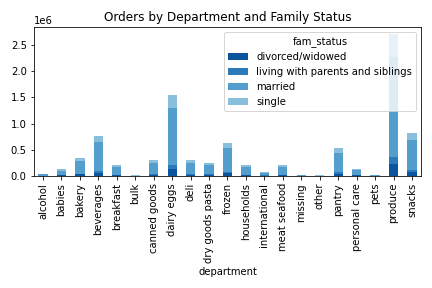 Orders by Department and Family Status
1e6
fam_status
divorced/widowed
living with parents and siblings
married
single
2.5
2.0
1.5
1.0
0.5
0.0
alcohol
babies
bakery
beverages
breakfast
bulk
canned goods
dairy eggs
deli
dry goods pasta
frozen
households
international
meat seafood
missing
other
pantry
personal care
pets
produce
snacks
department